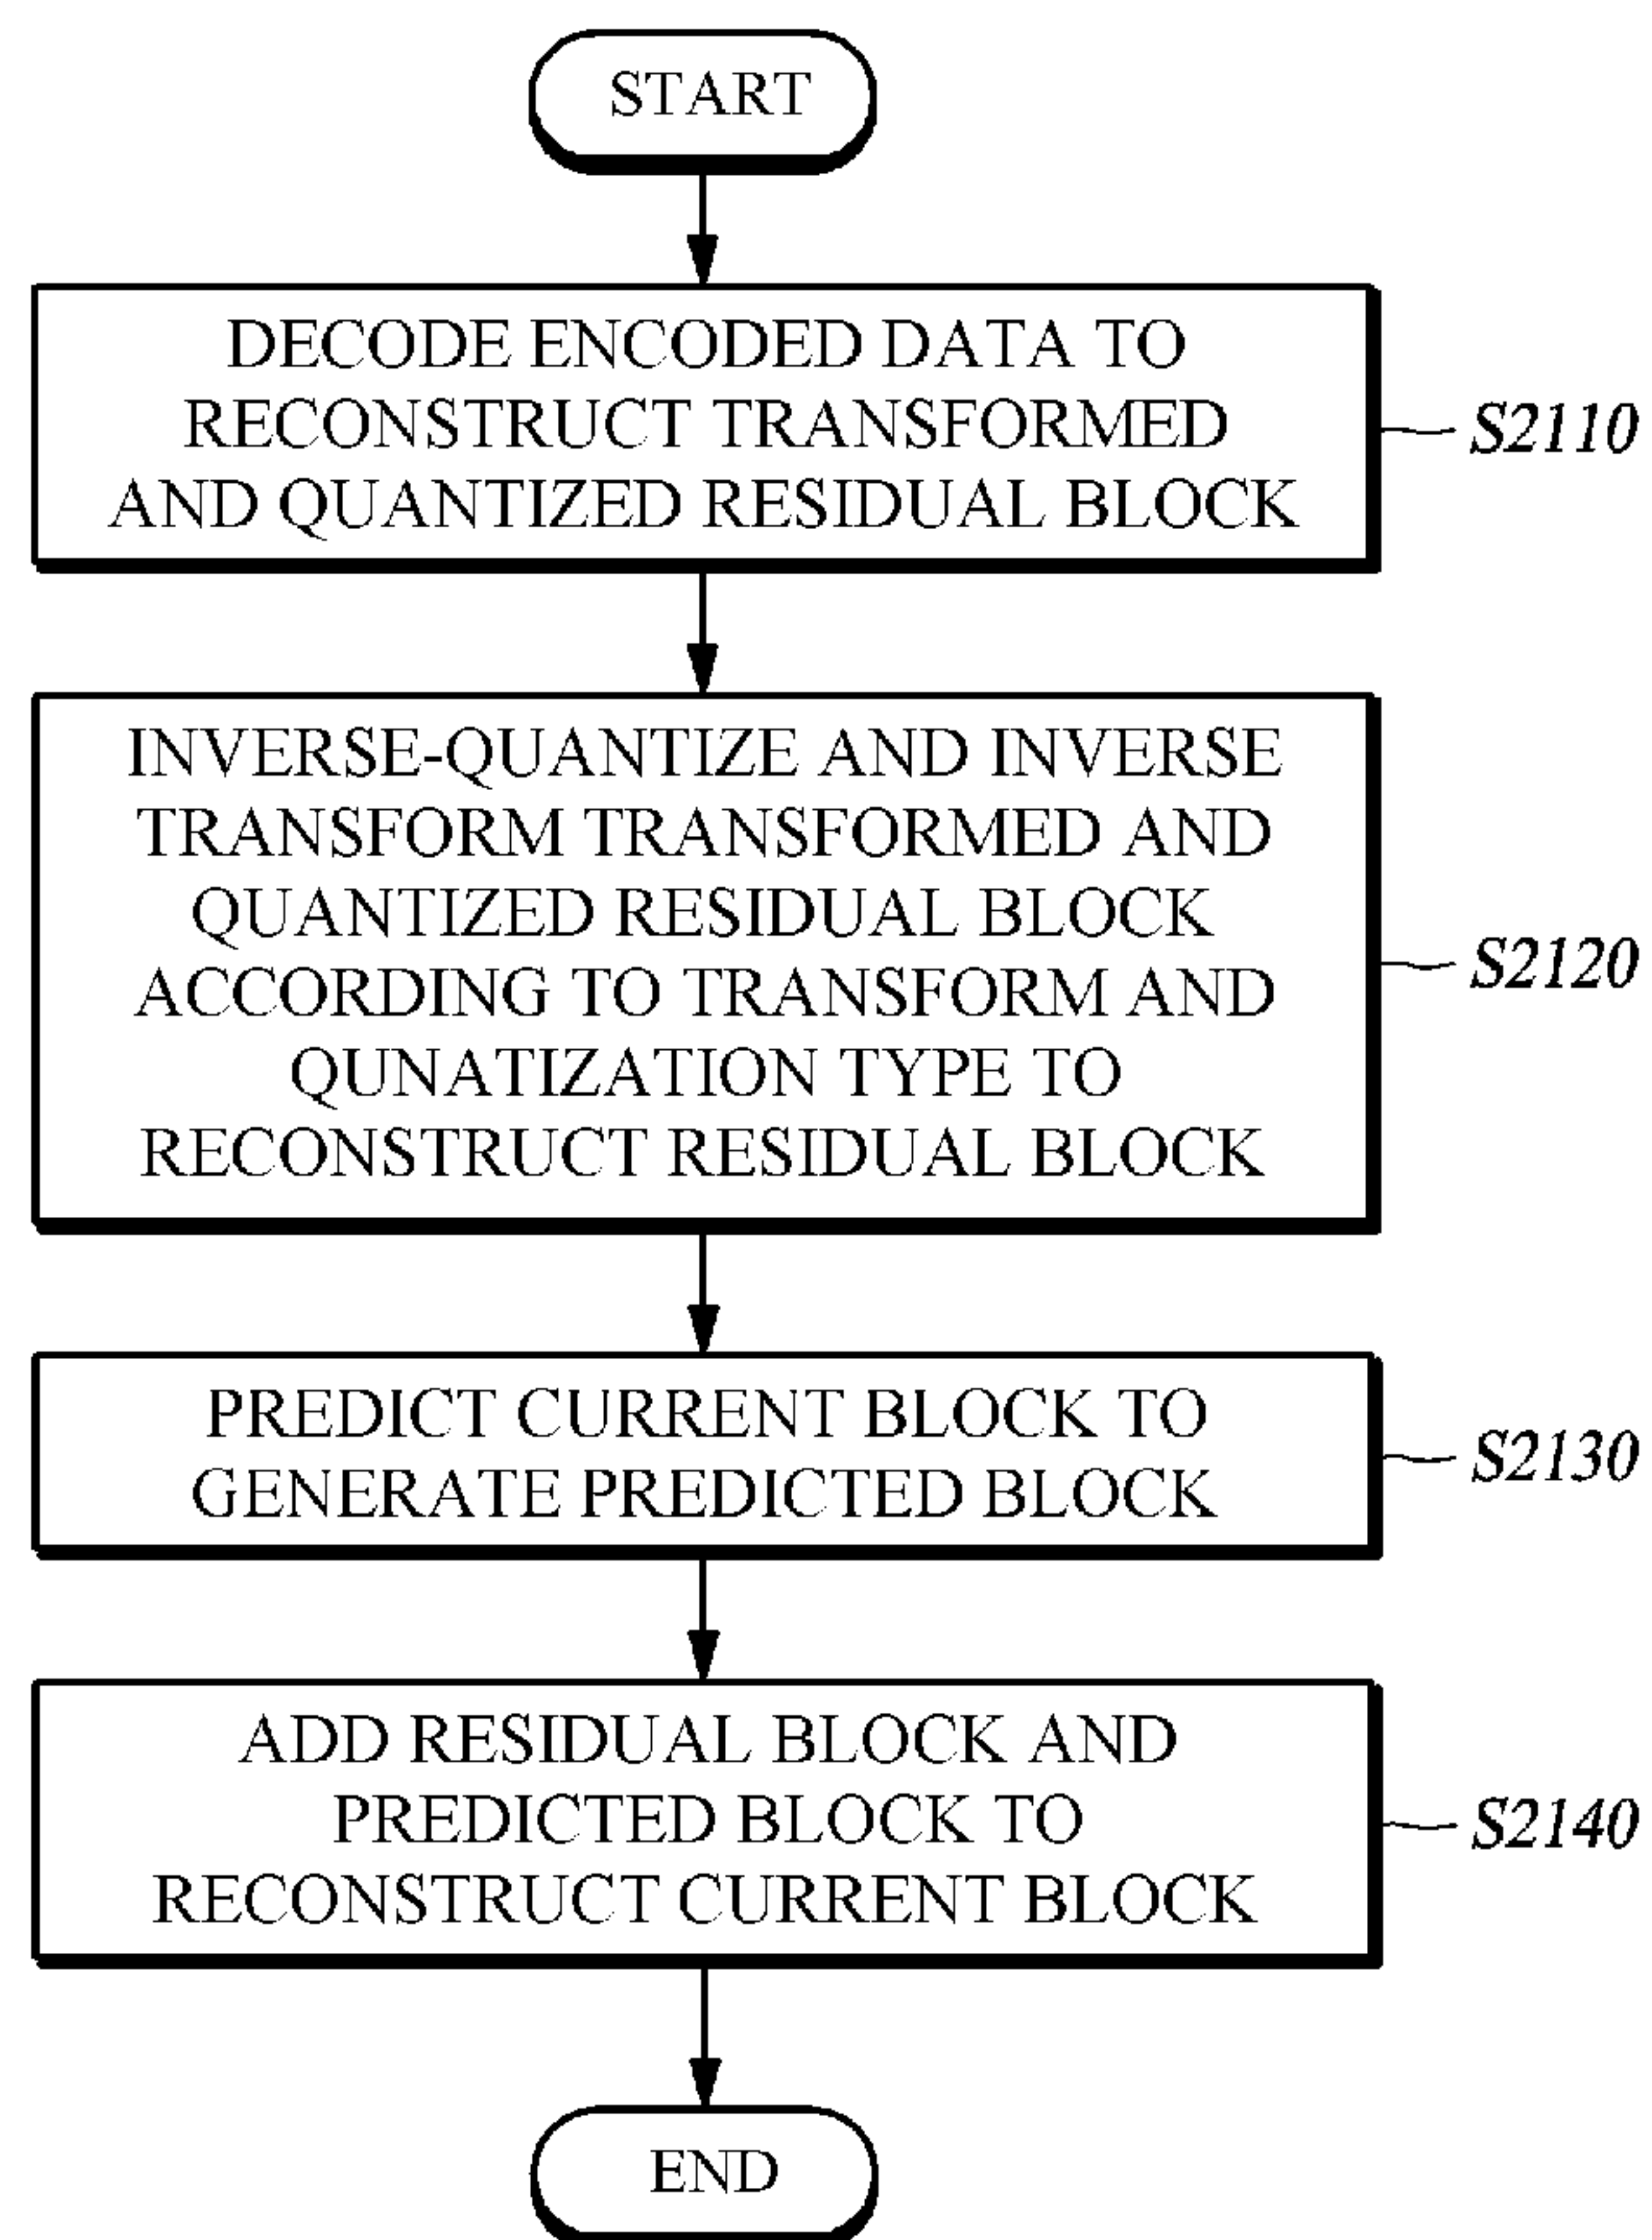 START
DECODE ENCODED DATA TO
RECONSTRUCT TRANSFORMED
AND QUANTIZED RESIDUAL BLOCK
S2110
INVERSE-QUANTIZE AND INVERSE
TRANSFORM TRANSFORMED AND
QUANTIZED RESIDUAL BLOCK
ACCORDING TO TRANSFORM AND
QUNATIZATION TYPE TO
RECONSTRUCT RESIDUAL BLOCK
S2120
PREDICT CURRENT BLOCK TO
GENERATE PREDICTED BLOCK
S2130
ADD RESIDUAL BLOCK AND
PREDICTED BLOCK TO
RECONSTRUCT CURRENT BLOCK
S2140
END